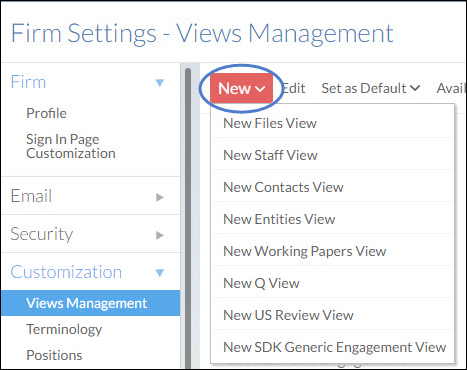 Firm Settings - Views Management
Firm
Profile
Sign In Page
Customization
Email
Security
Customization
Views Management
Terminology
Positions
New Edit Set as Default Avail
New Files View
New Staff View
New Contacts View
New Entities View
New Working Papers View
New Q View
New US Review View
New SDK Generic Engagement View